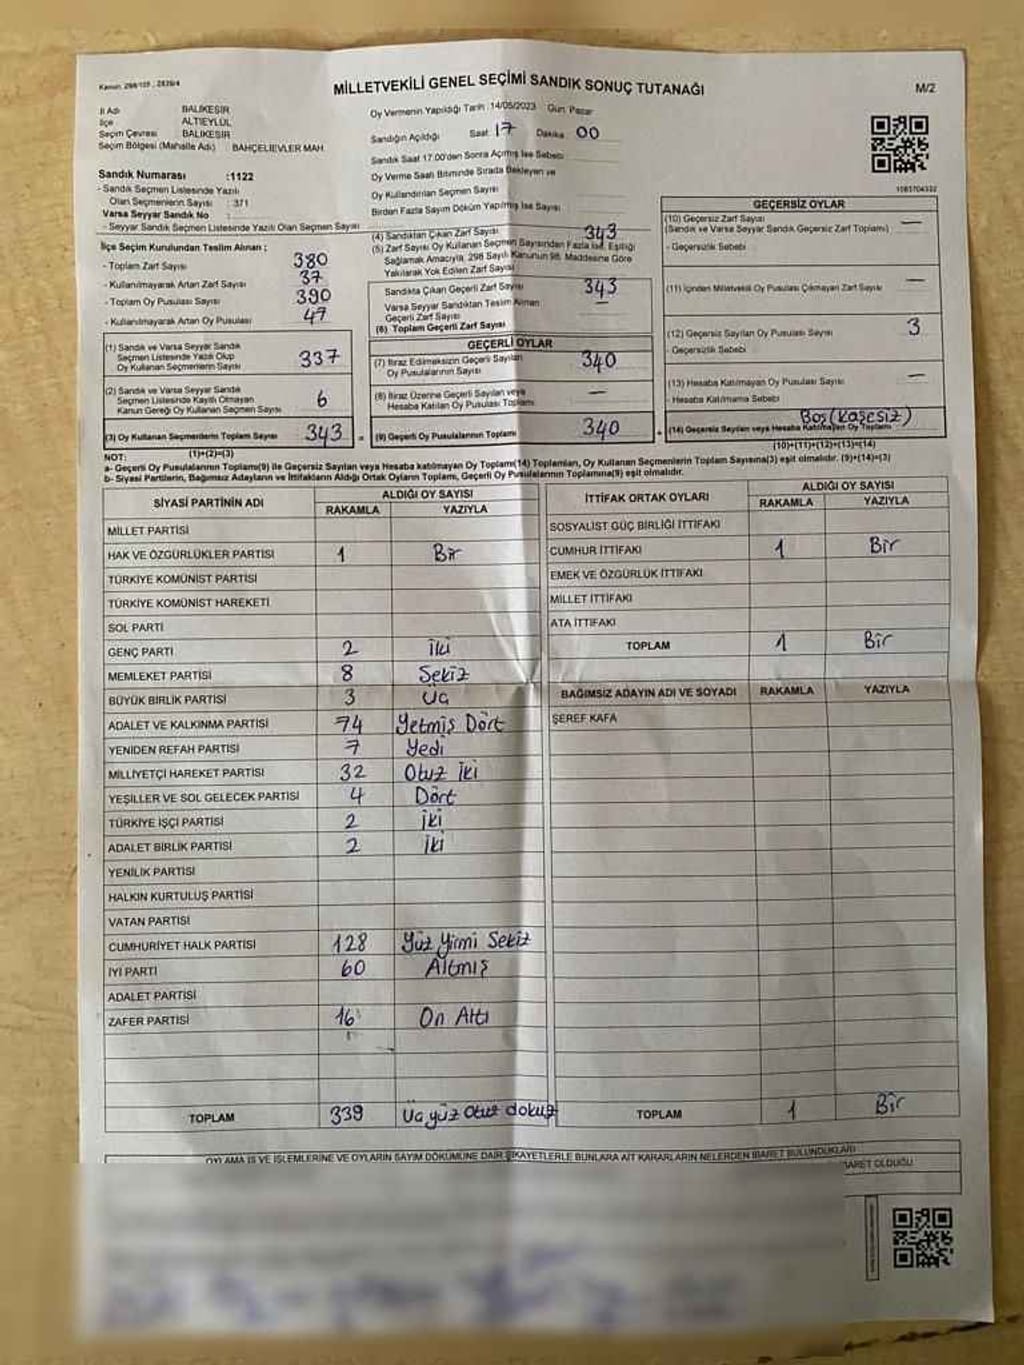 Kanun: 298/105 , 2839/4
MİLLETVEKİLİ GENEL SEÇİMİ SANDIK SONUÇ TUTANAĞI
M/2
İl Adı BALIKESİR
İlçe ALTIEYLÜL
Seçim Çevresi BALIKESİR
Seçim Bölgesi (Mahalle Adı) : BAHÇELİEVLER MAH.
Oy Vermenin Yapıldığı Tarih : 14/05/2023 Gün: Pazar
Sandığın Açıldığı Saat: 17 Dakika: 00
Sandık Saat 17.00'den Sonra Açılmış İse Sebebi
Oy Verme Saati Bitiminde Sırada Bekleyen ve
Oy Kullandırılan Seçmen Sayısı
Birden Fazla Sayım Döküm Yapılmış İse Sayısı
Sandık Numarası :1122
- Sandık Seçmen Listesinde Yazılı
Olan Seçmen Sayısı : 371
Varsa Seyyar Sandık No :
- Seyyar Sandık Seçmen Listesinde Yazılı Olan Seçmen Sayısı
İlçe Seçim Kurulundan Teslim Alınan ;
- Toplam Zarf Sayısı 380
- Kullanılmayarak Artan Zarf Sayısı 37
- Toplam Oy Pusulası Sayısı 390
- Kullanılmayarak Artan Oy Pusulası 47
(1) Sandık ve Varsa Seyyar Sandık
Seçmen Listesinde Yazılı Olup
Oy Kullanan Seçmenlerin Sayısı 337
(2) Sandık ve Varsa Seyyar Sandık
Seçmen Listesinde Kayıtlı Olmayan
Kanun Gereği Oy Kullanan Seçmen Sayısı 6
(3) Oy Kullanan Seçmenlerin Toplam Sayısı 343 =
(1)+(2)=(3)
(4) Sandıktan Çıkan Zarf Sayısı 343
(5) Zarf Sayısı Oy Kullanan Seçmen Sayısından Fazla İse, Eşitliği
Sağlamak Amacıyla, 298 Sayılı Kanunun 98. Maddesine Göre
Yakılarak Yok Edilen Zarf Sayısı
Sandıkta Çıkan Geçerli Zarf Sayısı 343
Varsa Seyyar Sandıktan Teslim Alınan
Geçerli Zarf Sayısı —
(6) Toplam Geçerli Zarf Sayısı
GEÇERLİ OYLAR
(7) İtiraz Edilmeksizin Geçerli Sayılan
Oy Pusulalarının Sayısı 340
(8) İtiraz Üzerine Geçerli Sayılan veya
Hesaba Katılan Oy Pusulası Toplamı —
(9) Geçerli Oy Pusulalarının Toplamı 340 +
GEÇERSİZ OYLAR
(10) Geçersiz Zarf Sayısı
(Sandık ve Varsa Seyyar Sandık Geçersiz Zarf Toplamı) —
- Geçersizlik Sebebi
(11) İçinden Milletvekili Oy Pusulası Çıkmayan Zarf Sayısı —
(12) Geçersiz Sayılan Oy Pusulası Sayısı 3
- Geçersizlik Sebebi
(13) Hesaba Katılmayan Oy Pusulası Sayısı —
- Hesaba Katılmama Sebebi
Boş (Kaşesiz)
(14) Geçersiz Sayılan veya Hesaba Katılmayan Oy Toplamı
(10)+(11)+(12)+(13)=(14)
NOT:
a- Geçerli Oy Pusulalarının Toplamı(9) ile Geçersiz Sayılan veya Hesaba katılmayan Oy Toplamı(14) Toplamları, Oy Kullanan Seçmenlerin Toplam Sayısına(3) eşit olmalıdır. (9)+(14)=(3)
b- Siyasi Partilerin, Bağımsız Adayların ve İttifakların Aldığı Ortak Oyların Toplamı, Geçerli Oy Pusulalarının Toplamına(9) eşit olmalıdır.
SİYASİ PARTİNİN ADI ALDIĞI OY SAYISI
RAKAMLA YAZIYLA
MİLLET PARTİSİ
HAK VE ÖZGÜRLÜKLER PARTİSİ 1 Bir
TÜRKİYE KOMÜNİST PARTİSİ
TÜRKİYE KOMÜNİST HAREKETİ
SOL PARTİ
GENÇ PARTİ 2 İki
MEMLEKET PARTİSİ 8 Sekiz
BÜYÜK BİRLİK PARTİSİ 3 Üç
ADALET VE KALKINMA PARTİSİ 74 Yetmiş Dört
YENİDEN REFAH PARTİSİ 7 Yedi
MİLLİYETÇİ HAREKET PARTİSİ 32 Otuz İki
YEŞİLLER VE SOL GELECEK PARTİSİ 4 Dört
TÜRKİYE İŞÇİ PARTİSİ 2 İki
ADALET BİRLİK PARTİSİ 2 İki
YENİLİK PARTİSİ
HALKIN KURTULUŞ PARTİSİ
VATAN PARTİSİ
CUMHURİYET HALK PARTİSİ 128 Yüz Yirmi Sekiz
İYİ PARTİ 60 Altmış
ADALET PARTİSİ
ZAFER PARTİSİ 16 On Altı
TOPLAM 339 Üçyüz Otuz dokuz
İTTİFAK ORTAK OYLARI ALDIĞI OY SAYISI
RAKAMLA YAZIYLA
SOSYALİST GÜÇ BİRLİĞİ İTTİFAKI
CUMHUR İTTİFAKI 1 Bir
EMEK VE ÖZGÜRLÜK İTTİFAKI
MİLLET İTTİFAKI
ATA İTTİFAKI
TOPLAM 1 Bir
BAĞIMSIZ ADAYIN ADI VE SOYADI RAKAMLA YAZIYLA
ŞEREF KAFA
TOPLAM 1 Bir
OYLAMA İŞ VE İŞLEMLERİNE VE OYLARIN SAYIM DÖKÜMÜNE DAİR ŞİKAYETLERLE BUNLARA AİT KARARLARIN NELERDEN İBARET BULUNDUKLARI